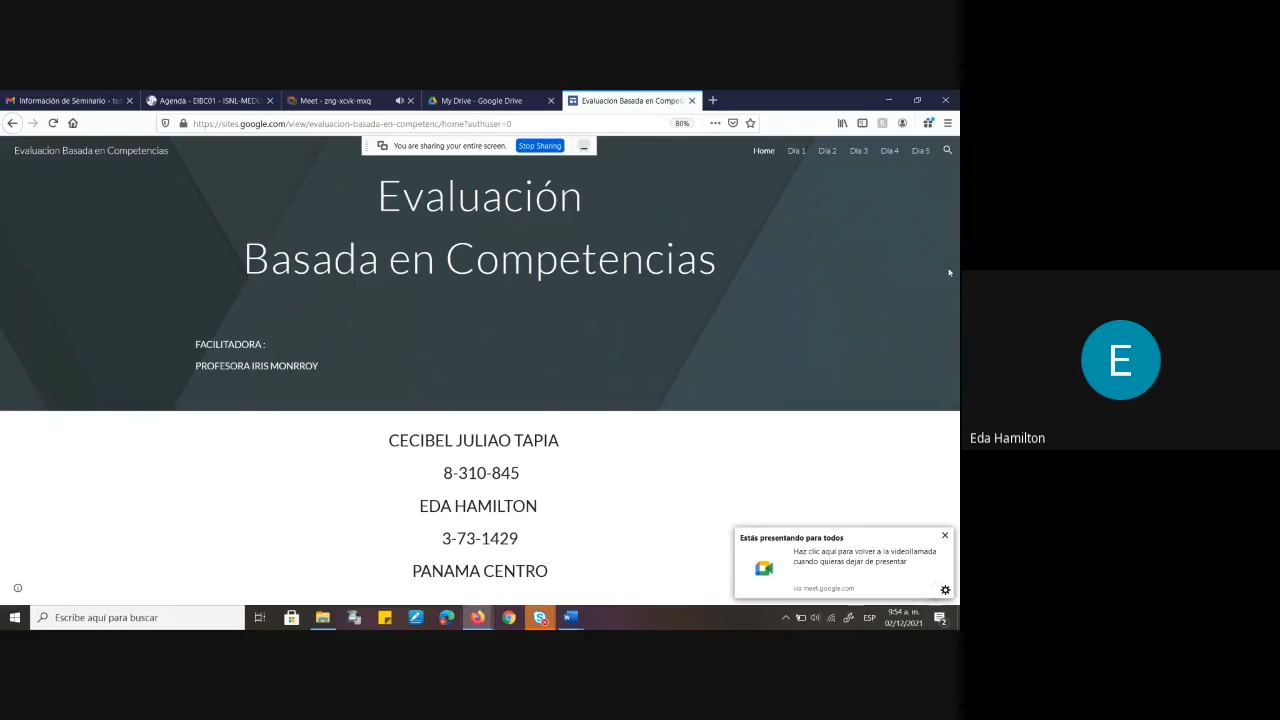 Información de Seminario - to
Agenda - EIBC01 - ISNL-MEDU
Meet - zng-xcvk-mxq
My Drive - Google Drive
Evaluacion Basada en Compet
https://sites.google.com/view/evaluacion-basada-en-competenc/home?authuser=0
80%
You are sharing your entire screen.
Stop Sharing
Evaluacion Basada en Competencias
Home Día 1 Día 2 Día 3 Día 4 Dia 5
Evaluación
Basada en Competencias
FACILITADORA :
PROFESORA IRIS MONRROY
CECIBEL JULIAO TAPIA
8-310-845
EDA HAMILTON
3-73-1429
PANAMA CENTRO
Estás presentando para todos
Haz clic aquí para volver a la videollamada
cuando quieras dejar de presentar
via meet.google.com
Escribe aquí para buscar
ESP
9:54 a. m.
02/12/2021
2
E
Eda Hamilton